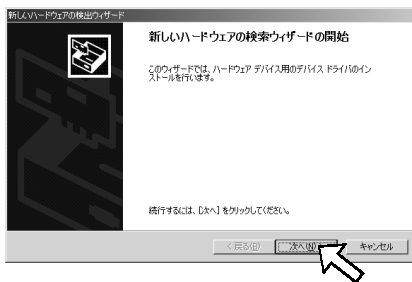 新しいハードウェアの検出ウィザード
新しいハードウェアの検索ウィザードの開始
このウィザードでは、ハードウェア デバイス用のデバイス ドライバのイン
ストールを行います。
続行するには、[次へ] をクリックしてください。
< 戻る(B)
次へ(N)
キャンセル